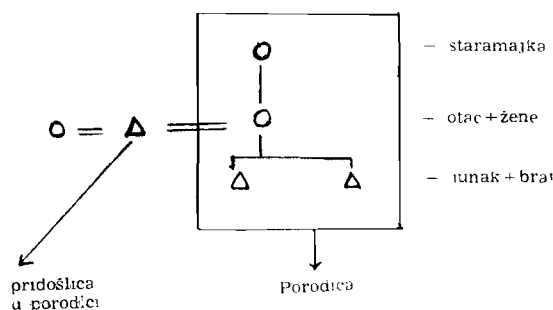 — staramajka
— otac + žene
— junak + brat
pridošlica
u porodici
Porodica